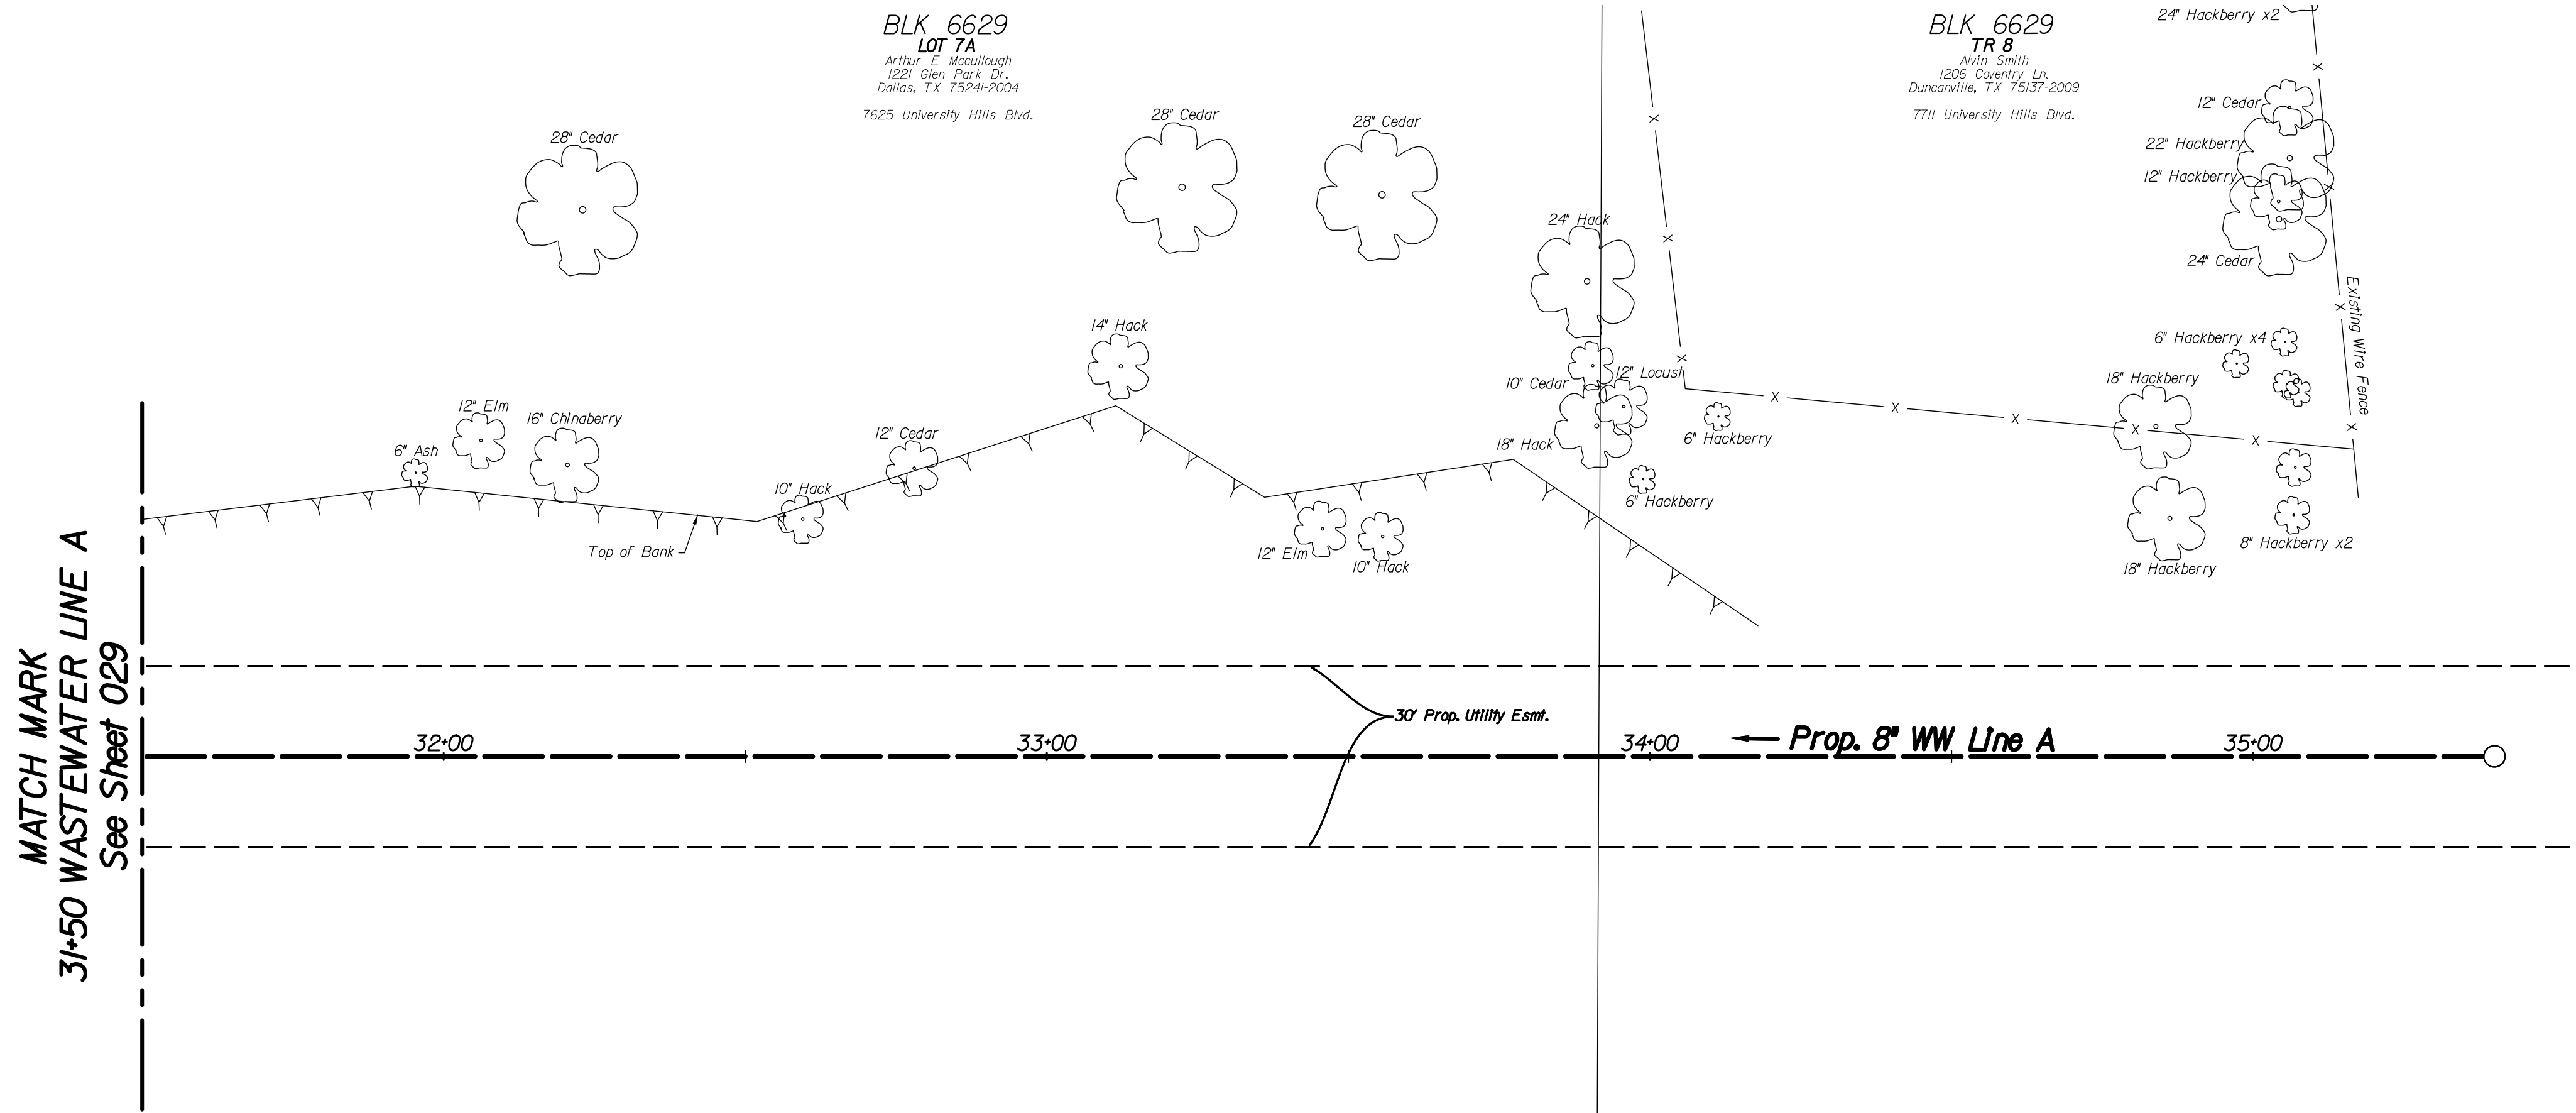 BLK 6629
LOT 7A
Arthur E Mccullough
1221 Glen Park Dr.
Dallas, TX 75241-2004
7625 University Hills Blvd.
BLK 6629
TR 8
Alvin Smith
1206 Coventry Ln.
Duncanville, TX 75137-2009
7711 University Hills Blvd.
24" Hackberry x2
12" Cedar
22" Hackberry
12" Hackberry
24" Cedar
28" Cedar
28" Cedar
28" Cedar
24" Hack
14" Hack
10" Cedar
12" Locust
18" Hack
6" Hackberry
6" Hackberry
6" Hackberry x4
18" Hackberry
Existing Wire Fence
8" Hackberry x2
18" Hackberry
12" Elm
16" Chinaberry
6" Ash
12" Cedar
10" Hack
Top of Bank
12" Elm
10" Hack
MATCH MARK
31+50 WASTEWATER LINE A
See Sheet 029
30' Prop. Utility Esmt.
32+00
33+00
34+00
Prop. 8" WW Line A
35+00